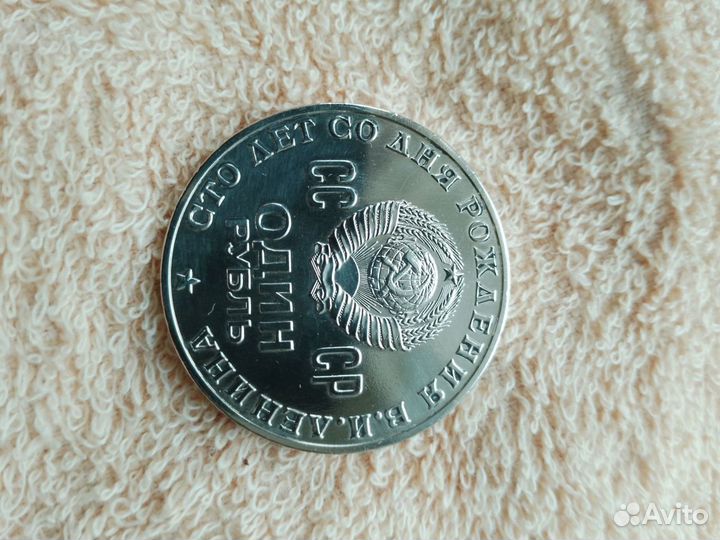 СТО ЛЕТ СО ДНЯ РОЖДЕНИЯ В.И.ЛЕНИНА
СС СР
ОДИН
РУБЛЬ
Avito